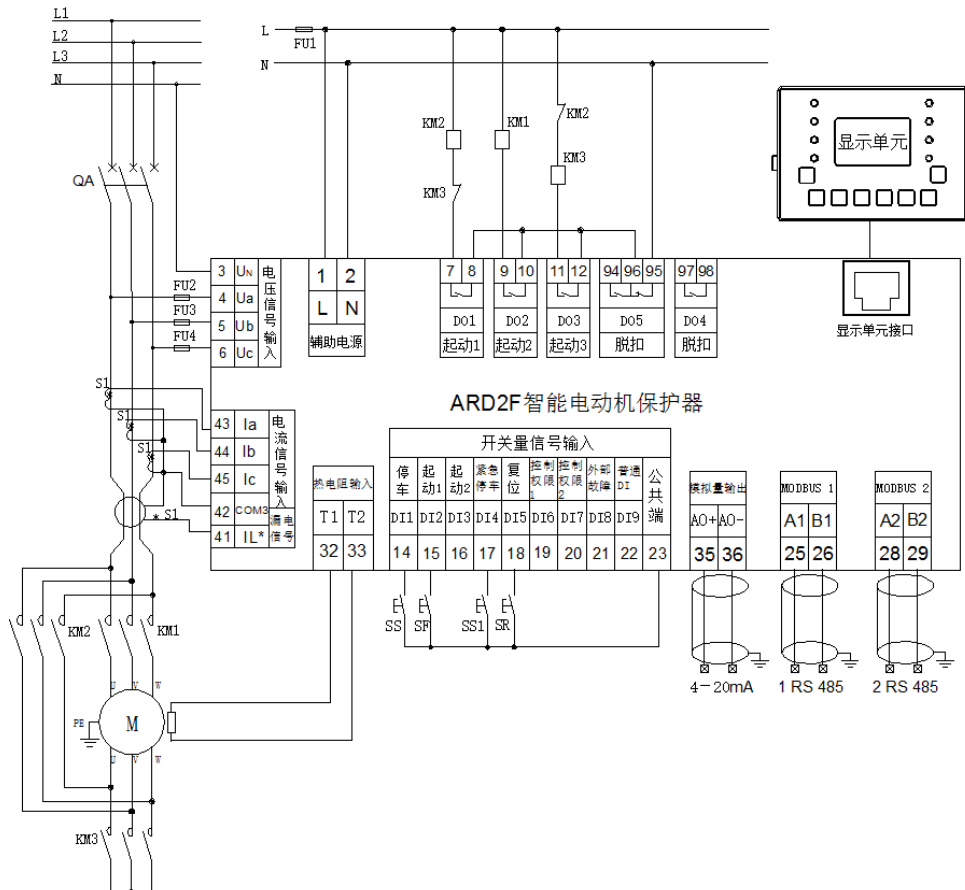 L1
L2
L3
N
L
FU1
N
KM2
KM1
KM2
KM3
KM3
显示单元
QA
3 UN
4 Ua
5 Ub
6 Uc
电压信号输入
FU2
FU3
FU4
1 2
L N
辅助电源
7 8
DO1
起动1
9 10
DO2
起动2
11 12
DO3
起动3
94 96 95
DO5
脱扣
97 98
DO4
脱扣
显示单元接口
ARD2F智能电动机保护器
S1
S1
S1
* S1
43 Ia
44 Ib
45 Ic
42 COM3
41 IL*
电流信号输入
漏电信号
热电阻输入
T1 T2
32 33
开关量信号输入
停车 起动1 起动2 紧急停车 复位 控制权限1 控制权限2 外部故障 普通DI 公共端
DI1 DI2 DI3 DI4 DI5 DI6 DI7 DI8 DI9
14 15 16 17 18 19 20 21 22 23
SS SF SS1 SR
模拟量输出
AO+ AO-
35 36
4－20mA
MODBUS 1
A1 B1
25 26
1 RS 485
MODBUS 2
A2 B2
28 29
2 RS 485
KM2
KM1
U V W
PE
M
U V W
KM3